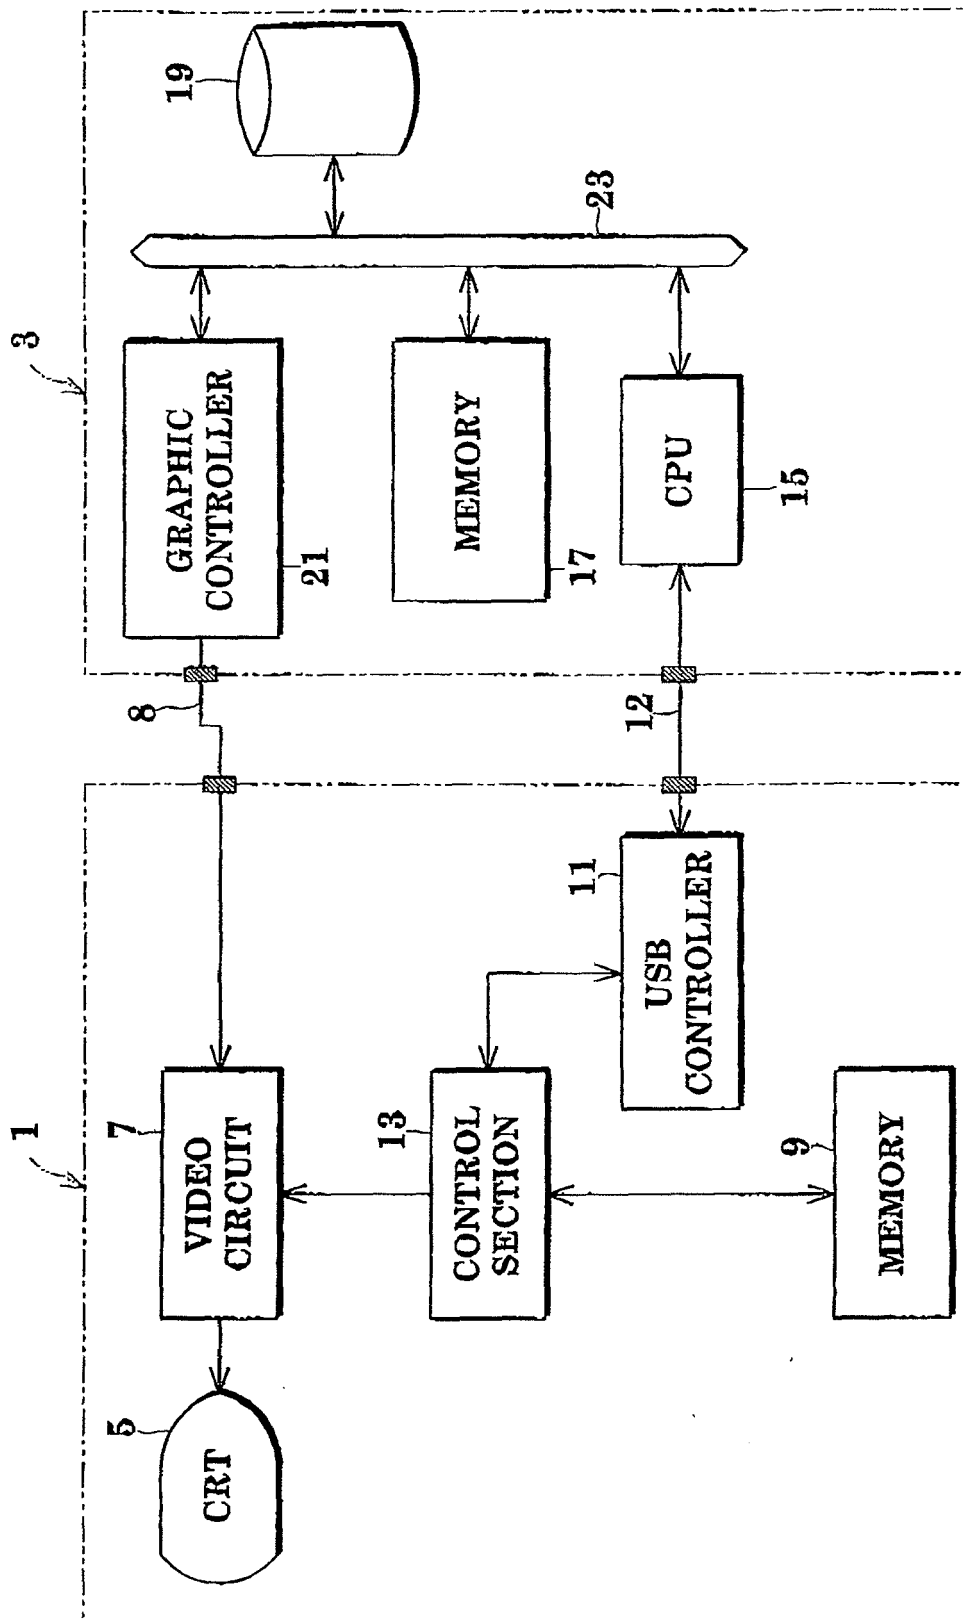 1
3
5
CRT
7
VIDEO
CIRCUIT
8
GRAPHIC
CONTROLLER
21
19
13
CONTROL
SECTION
MEMORY
17
23
11
USB
CONTROLLER
12
CPU
15
9
MEMORY